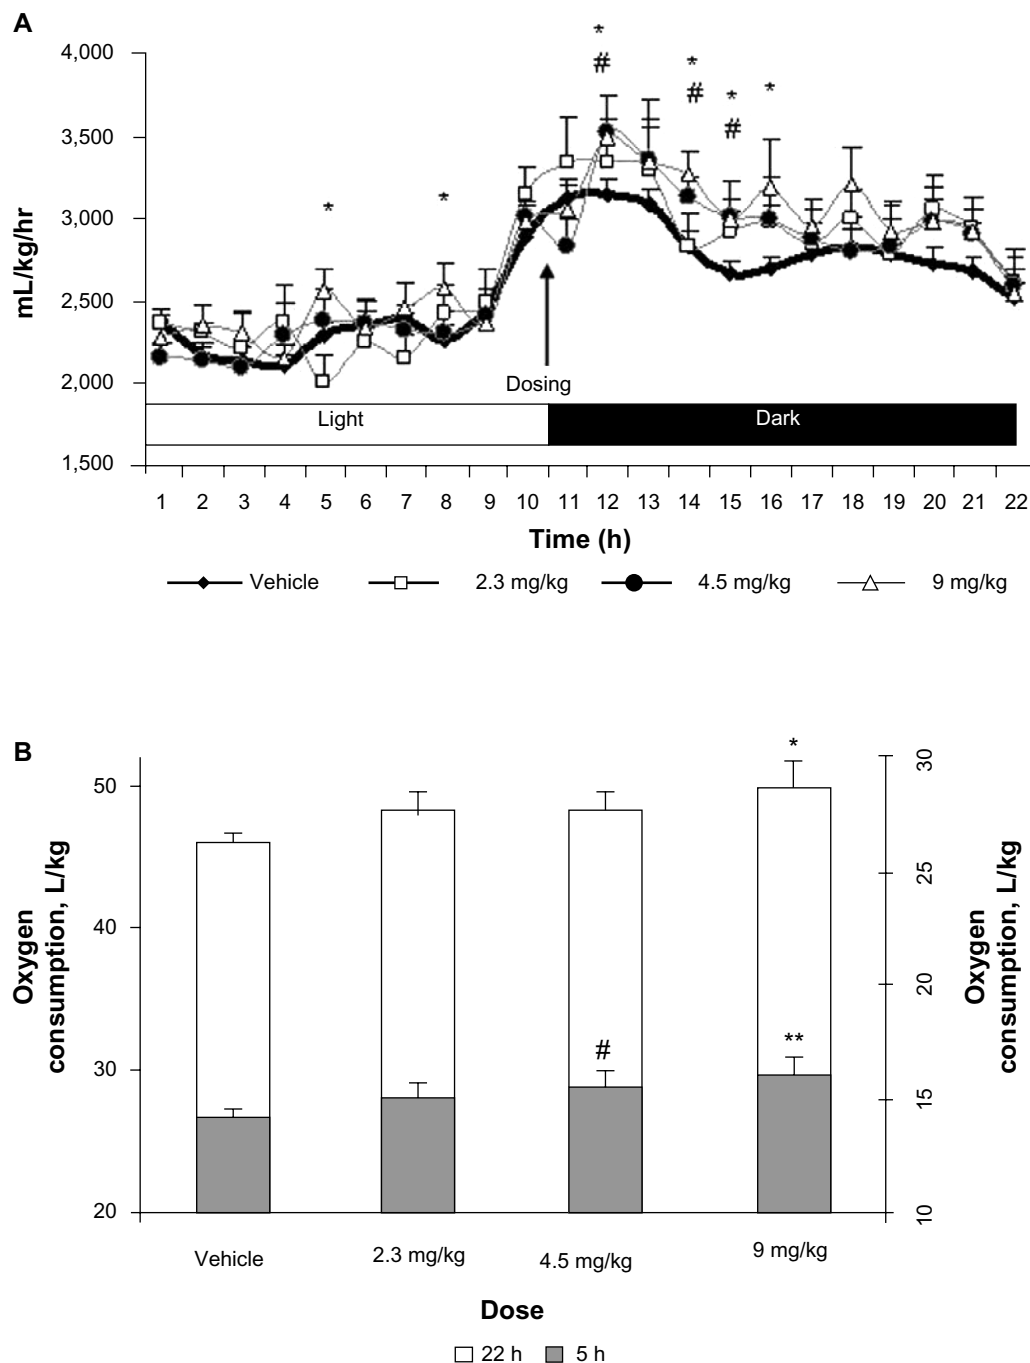 A
4,000
3,500
3,000
2,500
2,000
1,500
mL/kg/hr
*
#
*
#
*
#
*
*
*
Dosing
Light
Dark
1 2 3 4 5 6 7 8 9 10 11 12 13 14 15 16 17 18 19 20 21 22
Time (h)
Vehicle 2.3 mg/kg 4.5 mg/kg 9 mg/kg
B
50
40
30
20
Oxygen
consumption, L/kg
*
#
**
30
25
20
15
10
Oxygen
consumption, L/kg
Vehicle 2.3 mg/kg 4.5 mg/kg 9 mg/kg
Dose
22 h 5 h